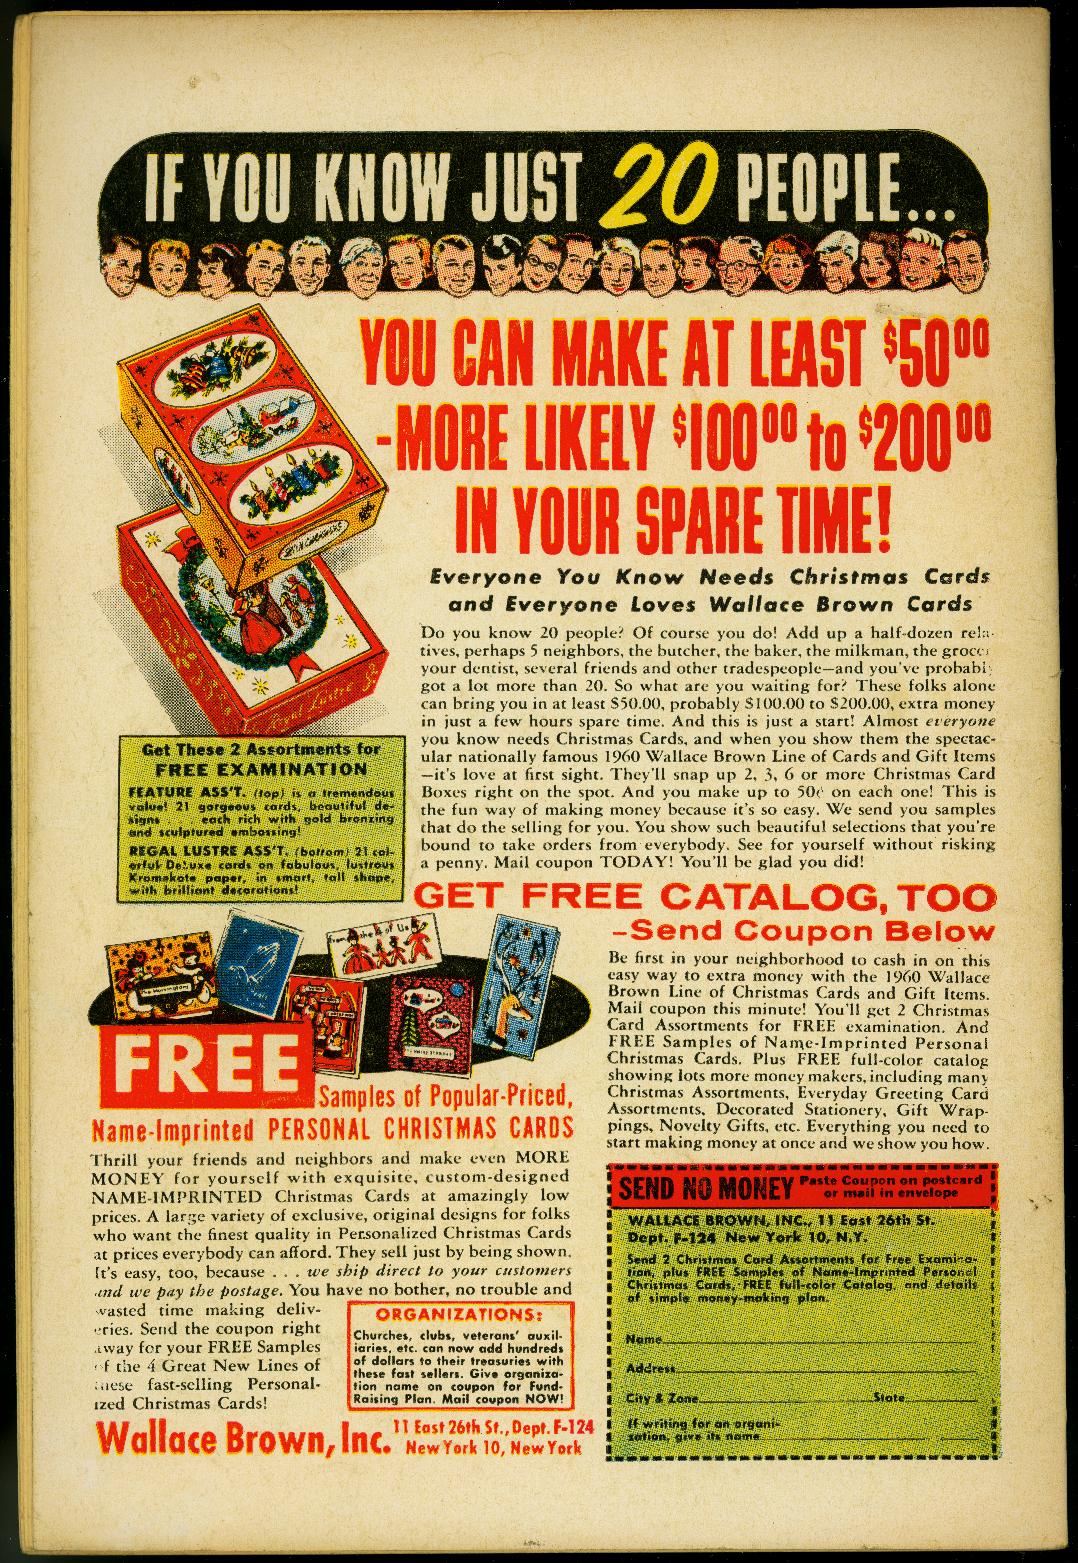 IF YOU KNOW JUST 20 PEOPLE...
YOU CAN MAKE AT LEAST $50.00
-MORE LIKELY $100.00 to $200.00
IN YOUR SPARE TIME!
Everyone You Know Needs Christmas Cards
and Everyone Loves Wallace Brown Cards
Do you know 20 people? Of course you do! Add up a half-dozen rela-
tives, perhaps 5 neighbors, the butcher, the baker, the milkman, the grocer
your dentist, several friends and other tradespeople—and you've probably
got a lot more than 20. So what are you waiting for? These folks alone
can bring you in at least $50.00, probably $100.00 to $200.00, extra money
in just a few hours spare time. And this is just a start! Almost everyone
you know needs Christmas Cards, and when you show them the spectac-
ular nationally famous 1960 Wallace Brown Line of Cards and Gift Items
—it's love at first sight. They'll snap up 2, 3, 6 or more Christmas Card
Boxes right on the spot. And you make up to 50¢ on each one! This is
the fun way of making money because it's so easy. We send you samples
that do the selling for you. You show such beautiful selections that you're
bound to take orders from everybody. See for yourself without risking
a penny. Mail coupon TODAY! You'll be glad you did!
Royal Lustre
Get These 2 Assortments for
FREE EXAMINATION
FEATURE ASS'T. (top) is a tremendous
value! 21 gorgeous cards, beautiful de-
signs each rich with gold bronzing
and sculptured embossing!
REGAL LUSTRE ASS'T. (bottom) 21 col-
orful DeLuxe cards on fabulous, lustrous
Kromekote paper, in smart, tall shape,
with brilliant decorations!
GET FREE CATALOG, TOO
-Send Coupon Below
Be first in your neighborhood to cash in on this
easy way to extra money with the 1960 Wallace
Brown Line of Christmas Cards and Gift Items.
Mail coupon this minute! You'll get 2 Christmas
Card Assortments for FREE examination. And
FREE Samples of Name-Imprinted Personal
Christmas Cards. Plus FREE full-color catalog
showing lots more money makers, including many
Christmas Assortments, Everyday Greeting Card
Assortments, Decorated Stationery, Gift Wrap-
pings, Novelty Gifts, etc. Everything you need to
start making money at once and we show you how.
from the 4 of Us
FREE
Samples of Popular-Priced,
Name-Imprinted PERSONAL CHRISTMAS CARDS
Thrill your friends and neighbors and make even MORE
MONEY for yourself with exquisite, custom-designed
NAME-IMPRINTED Christmas Cards at amazingly low
prices. A large variety of exclusive, original designs for folks
who want the finest quality in Personalized Christmas Cards
at prices everybody can afford. They sell just by being shown.
It's easy, too, because . . . we ship direct to your customers
and we pay the postage. You have no bother, no trouble and
wasted time making deliv-
eries. Send the coupon right
away for your FREE Samples
of the 4 Great New Lines of
these fast-selling Personal-
ized Christmas Cards!
ORGANIZATIONS:
Churches, clubs, veterans' auxil-
iaries, etc. can now add hundreds
of dollars to their treasuries with
these fast sellers. Give organiza-
tion name on coupon for Fund-
Raising Plan. Mail coupon NOW!
Wallace Brown, Inc.
11 East 26th St., Dept. F-124
New York 10, New York
SEND NO MONEY
Paste Coupon on postcard
or mail in envelope
WALLACE BROWN, INC., 11 East 26th St.
Dept. F-124 New York 10, N.Y.
Send 2 Christmas Card Assortments for Free Examina-
tion, plus FREE Samples of Name-Imprinted Personal
Christmas Cards, FREE full-color Catalog, and details
of simple money-making plan.
Name
Address
City & Zone State
If writing for an organi-
zation, give its name